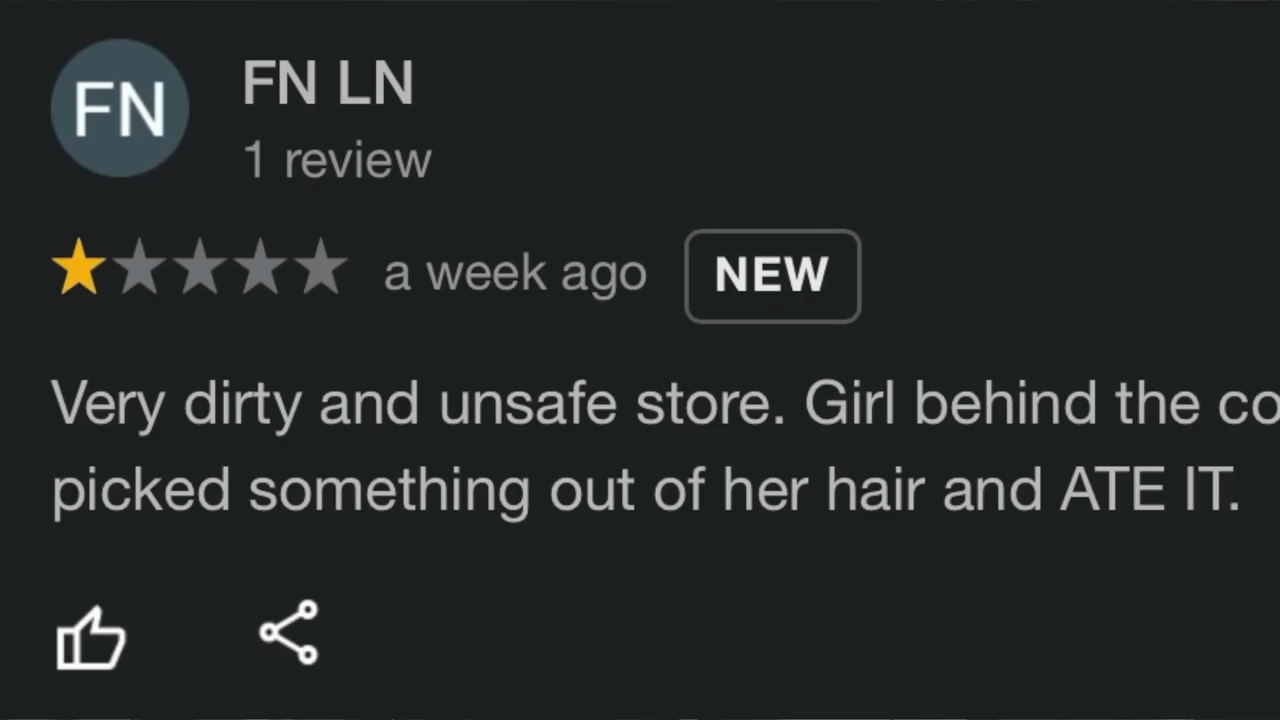 FN
FN LN
1 review
a week ago
NEW
Very dirty and unsafe store. Girl behind the co
picked something out of her hair and ATE IT.